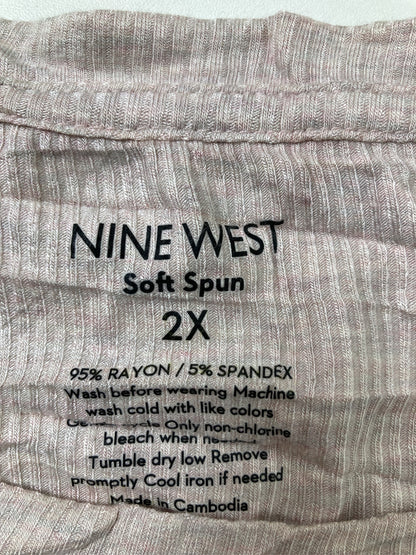 NINE WEST
Soft Spun
2X
95% RAYON / 5% SPANDEX
Wash before wearing Machine
wash cold with like colors
Only non-chlorine
bleach when
Tumble dry low Remove
promptly Cool iron if needed
Made in Cambodia